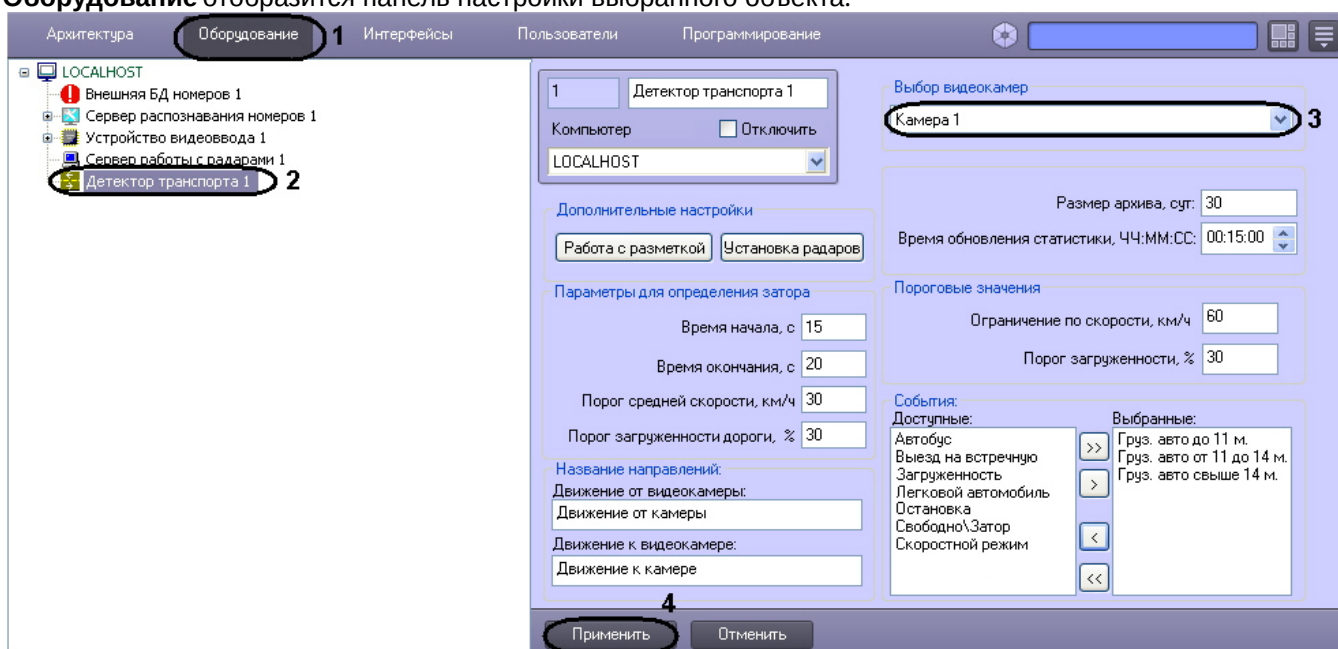 Оборудование отобразится панель настройки выбранного объекта.
Архитектура Оборудование 1 Интерфейсы Пользователи Программирование
LOCALHOST
Внешняя БД номеров 1
Сервер распознавания номеров 1
Устройство видеоввода 1
Сервер работы с радарами 1
Детектор транспорта 1 2
1 Детектор транспорта 1
Компьютер Отключить
LOCALHOST
Дополнительные настройки
Работа с разметкой Установка радаров
Параметры для определения затора
Время начала, с 15
Время окончания, с 20
Порог средней скорости, км/ч 30
Порог загруженности дороги, % 30
Название направлений:
Движение от видеокамеры:
Движение от камеры
Движение к видеокамере:
Движение к камере
Выбор видеокамер
Камера 1 3
Размер архива, сут: 30
Время обновления статистики, ЧЧ:ММ:СС: 00:15:00
Пороговые значения
Ограничение по скорости, км/ч 60
Порог загруженности, % 30
События:
Доступные:
Автобус
Выезд на встречную
Загруженность
Легковой автомобиль
Остановка
Свободно\Затор
Скоростной режим
>>
>
<
<<
Выбранные:
Груз. авто до 11 м.
Груз. авто от 11 до 14 м.
Груз. авто свыше 14 м.
4
Применить Отменить